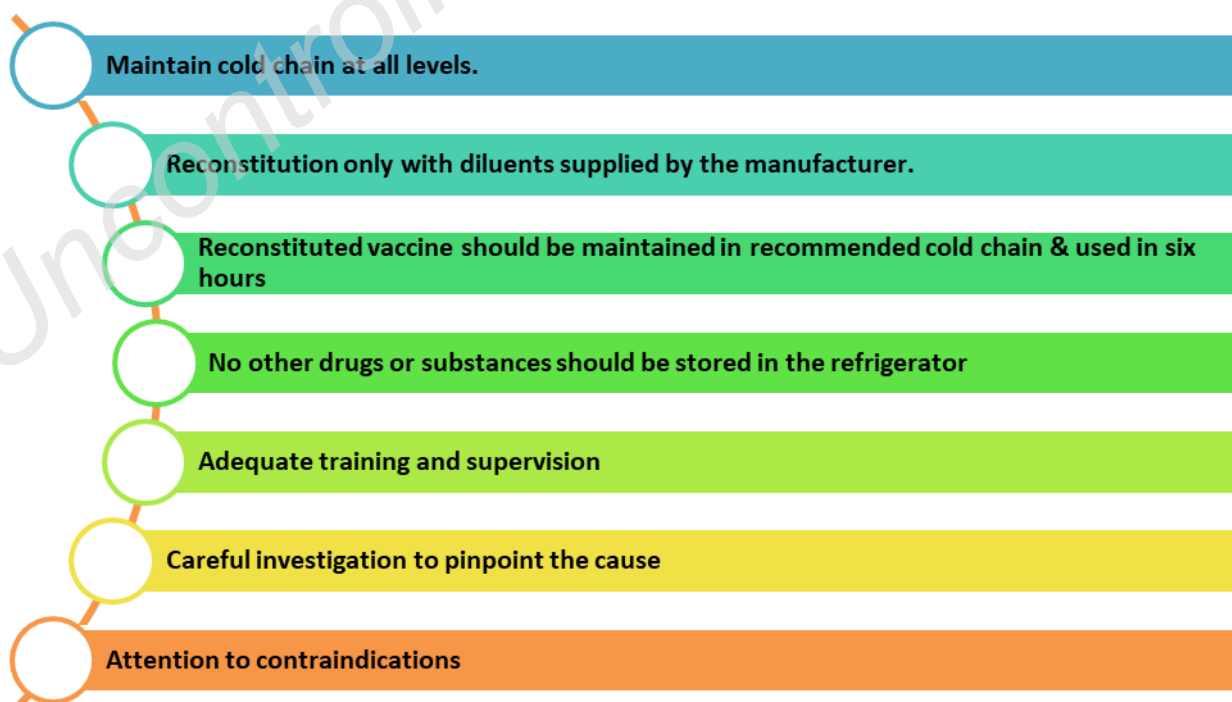 Maintain cold chain at all levels.
Reconstitution only with diluents supplied by the manufacturer.
Reconstituted vaccine should be maintained in recommended cold chain & used in six
hours
No other drugs or substances should be stored in the refrigerator
Adequate training and supervision
Careful investigation to pinpoint the cause
Attention to contraindications